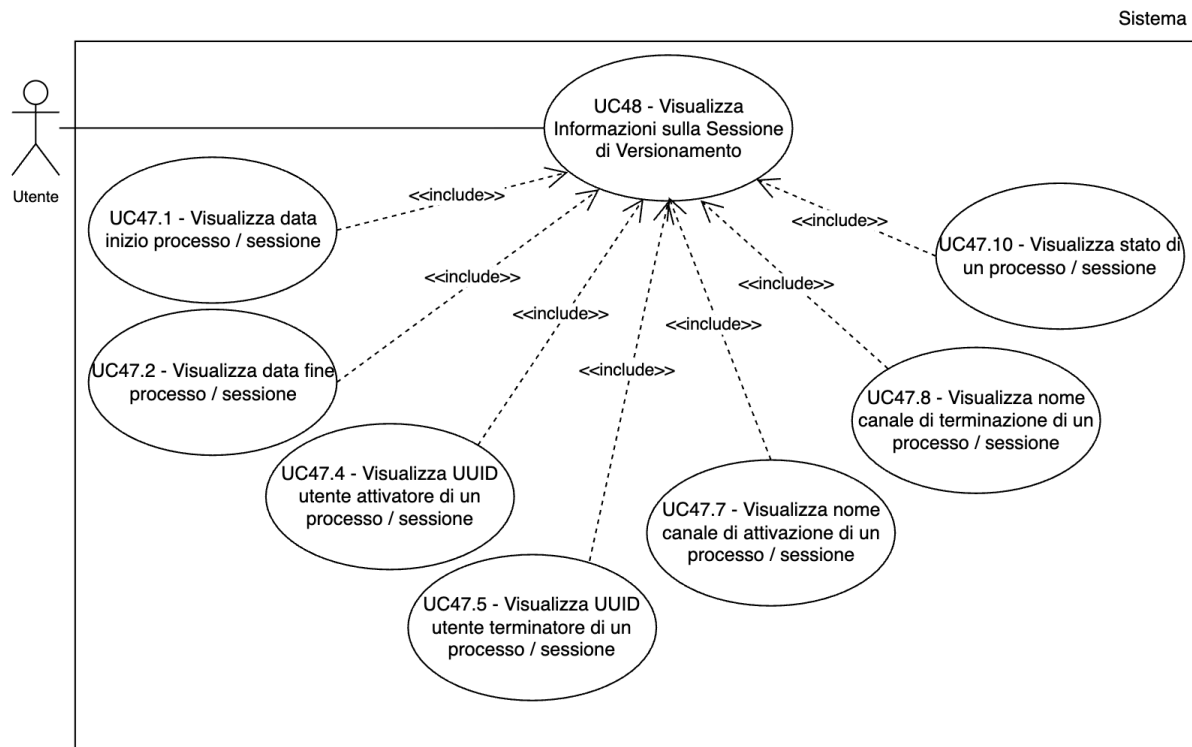 Sistema
UC48 - Visualizza
Informazioni sulla Sessione
di Versionamento
Utente
<<include>>
UC47.1 - Visualizza data
inizio processo / sessione
<<include>>
UC47.10 - Visualizza stato di
un processo / sessione
<<include>>
<<include>>
<<include>>
<<include>>
<<include>>
UC47.2 - Visualizza data fine
processo / sessione
UC47.8 - Visualizza nome
canale di terminazione di un
processo / sessione
UC47.4 - Visualizza UUID
utente attivatore di un
processo / sessione
UC47.7 - Visualizza nome
canale di attivazione di un
processo / sessione
UC47.5 - Visualizza UUID
utente terminatore di un
processo / sessione